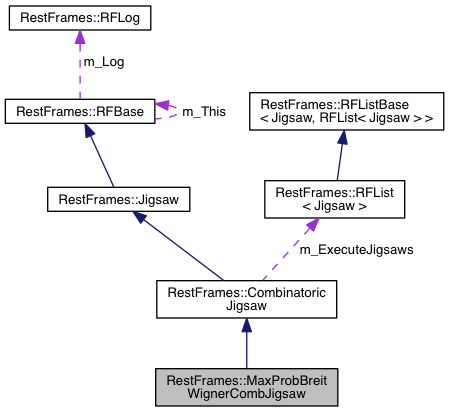 RestFrames::RFLog
m_Log
RestFrames::RFBase
m_This
RestFrames::RFListBase
< Jigsaw, RFList< Jigsaw > >
RestFrames::Jigsaw
RestFrames::RFList
< Jigsaw >
m_ExecuteJigsaws
RestFrames::Combinatoric
Jigsaw
RestFrames::MaxProbBreit
WignerCombJigsaw